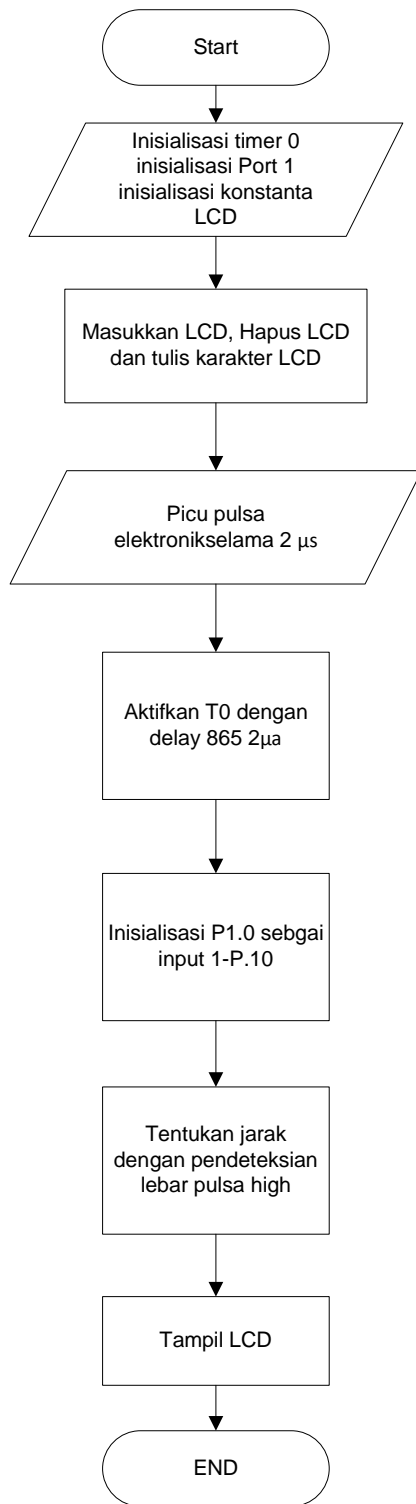 Start
Inisialisasi timer 0
inisialisasi Port 1
inisialisasi konstanta
LCD
Masukkan LCD, Hapus LCD
dan tulis karakter LCD
Picu pulsa
elektronikselama 2 μs
Aktifkan T0 dengan
delay 865 2μa
Inisialisasi P1.0 sebgai
input 1-P.10
Tentukan jarak
dengan pendeteksian
lebar pulsa high
Tampil LCD
END